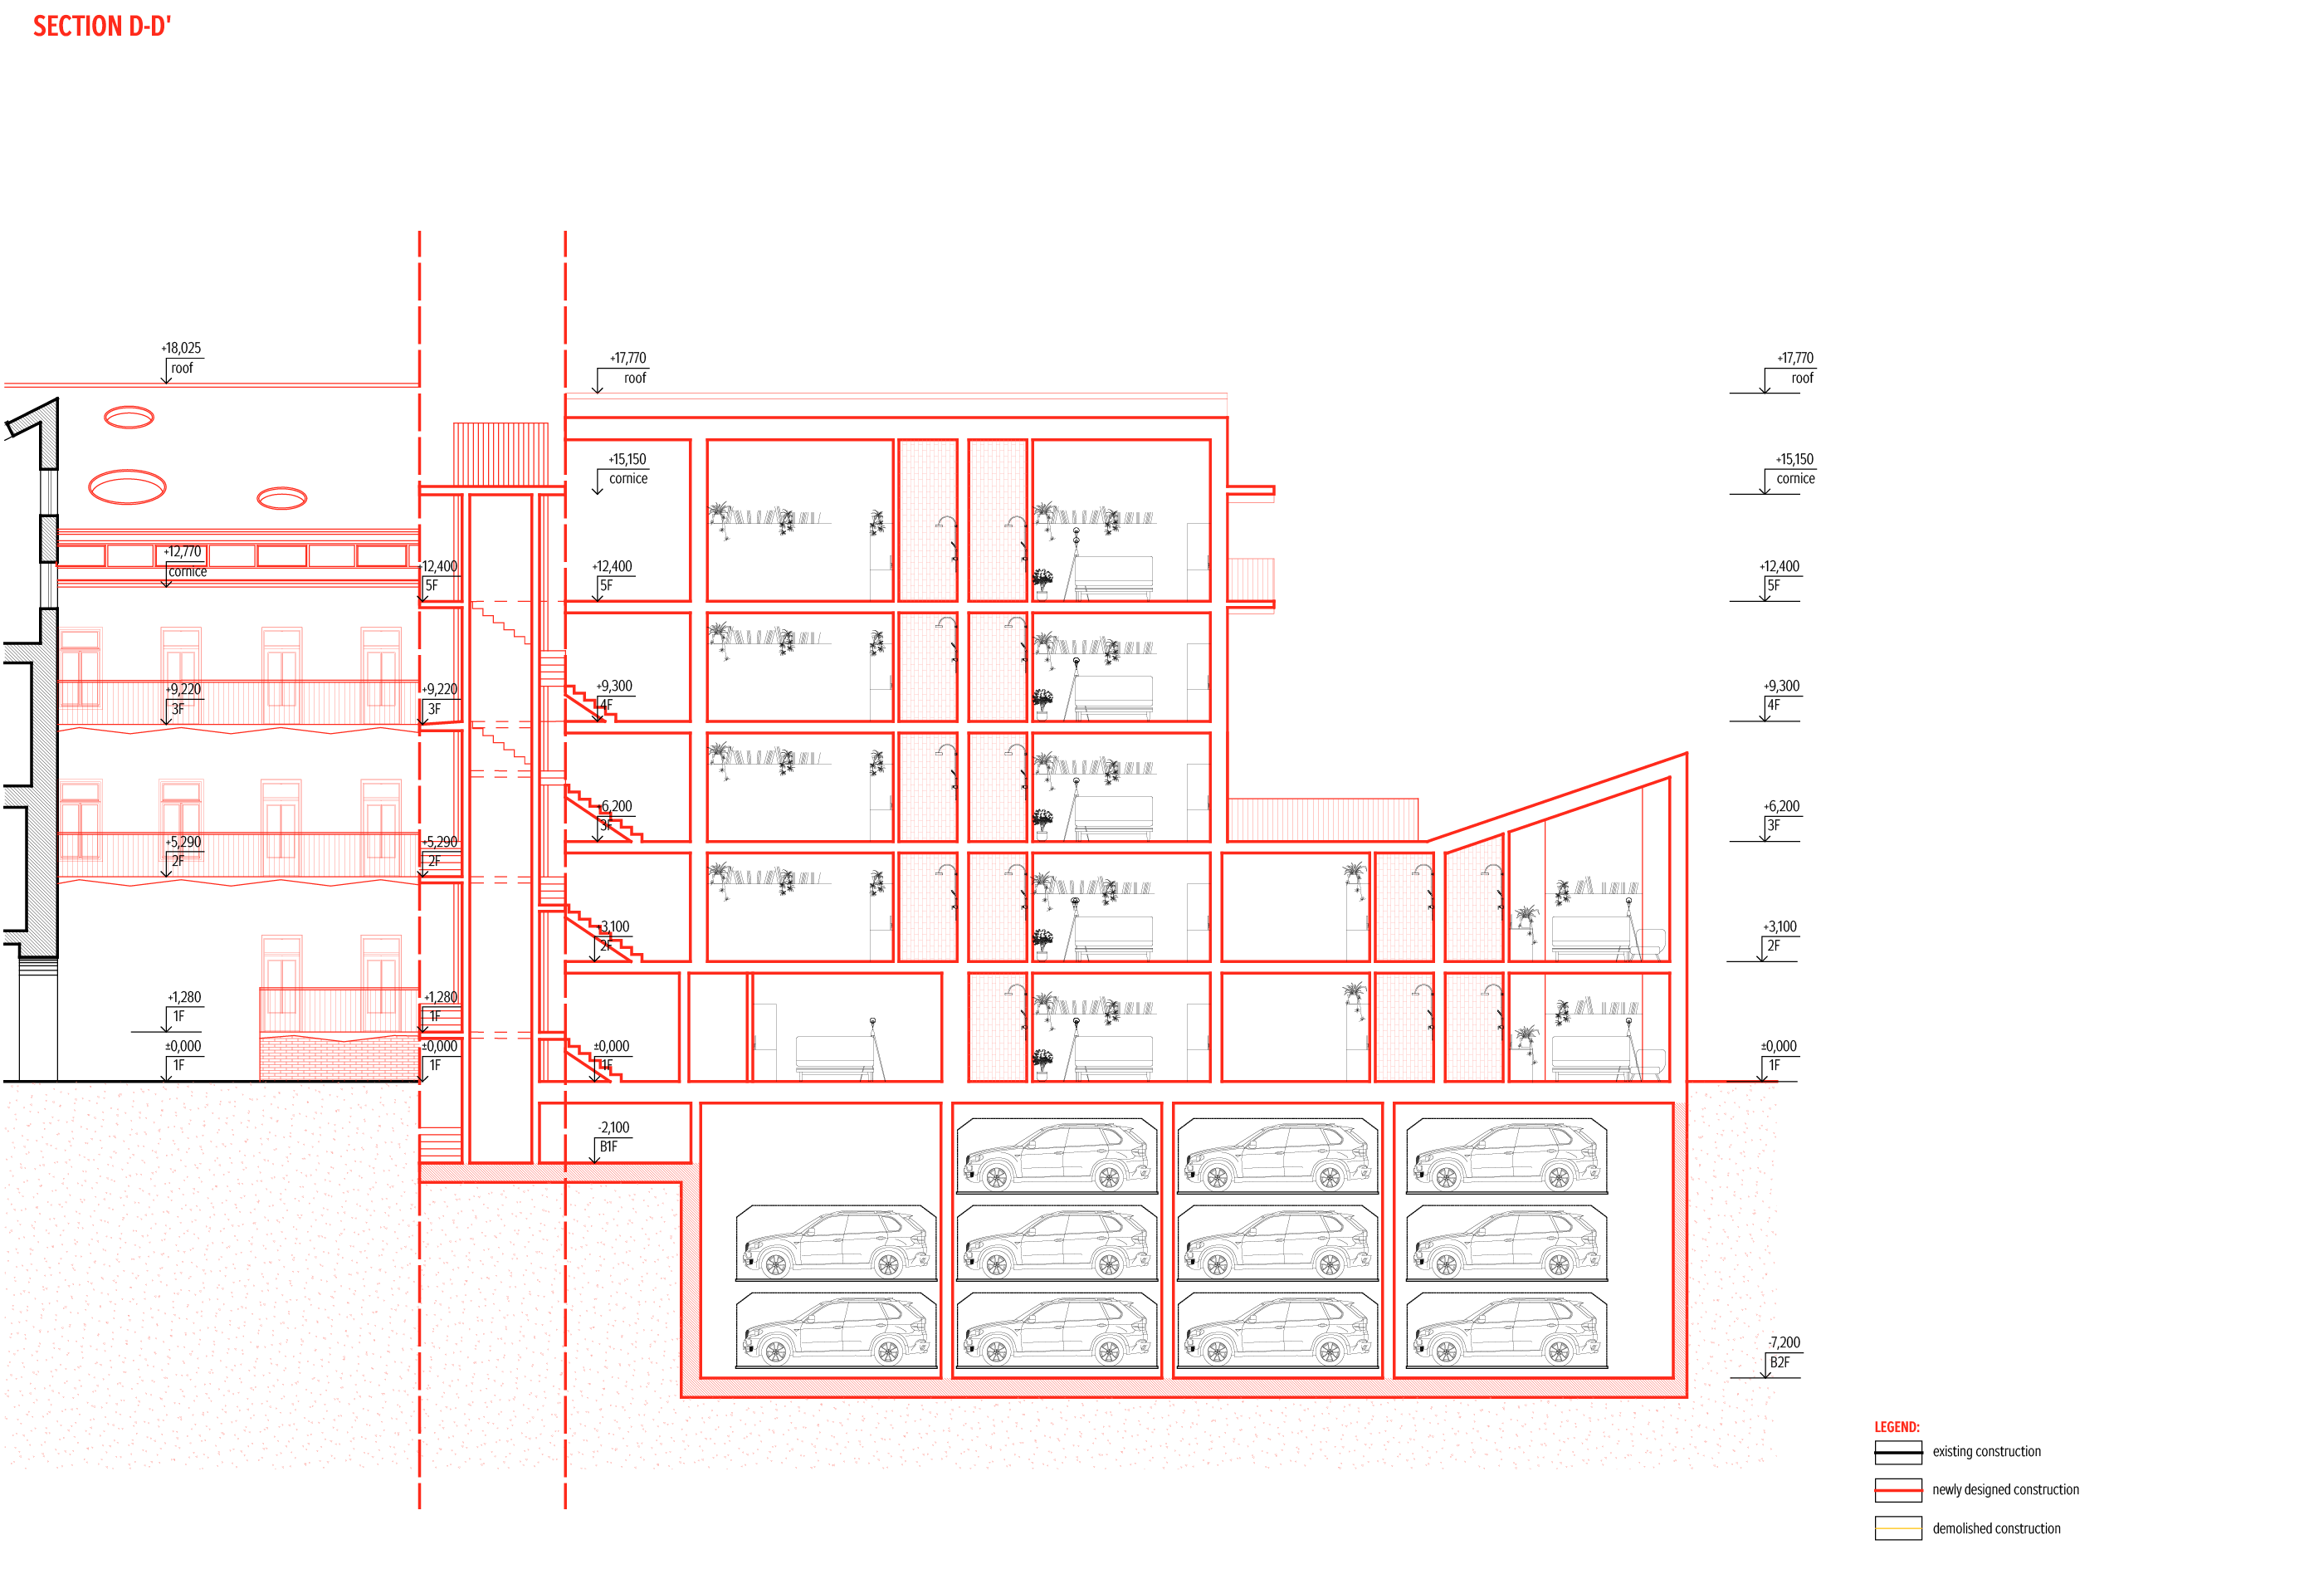 SECTION D-D'
+18,025
roof
+17,770
roof
+17,770
roof
+15,150
cornice
+15,150
cornice
+12,770
cornice
+12,400
5F
+12,400
5F
+12,400
5F
+9,220
3F
+9,220
3F
+9,300
4F
+9,300
4F
+6,200
3F
+6,200
3F
+5,290
2F
+5,290
2F
+3,100
2F
+3,100
2F
+1,280
1F
+1,280
1F
±0,000
1F
±0,000
1F
±0,000
1F
±0,000
1F
-2,100
B1F
-7,200
B2F
LEGEND:
existing construction
newly designed construction
demolished construction